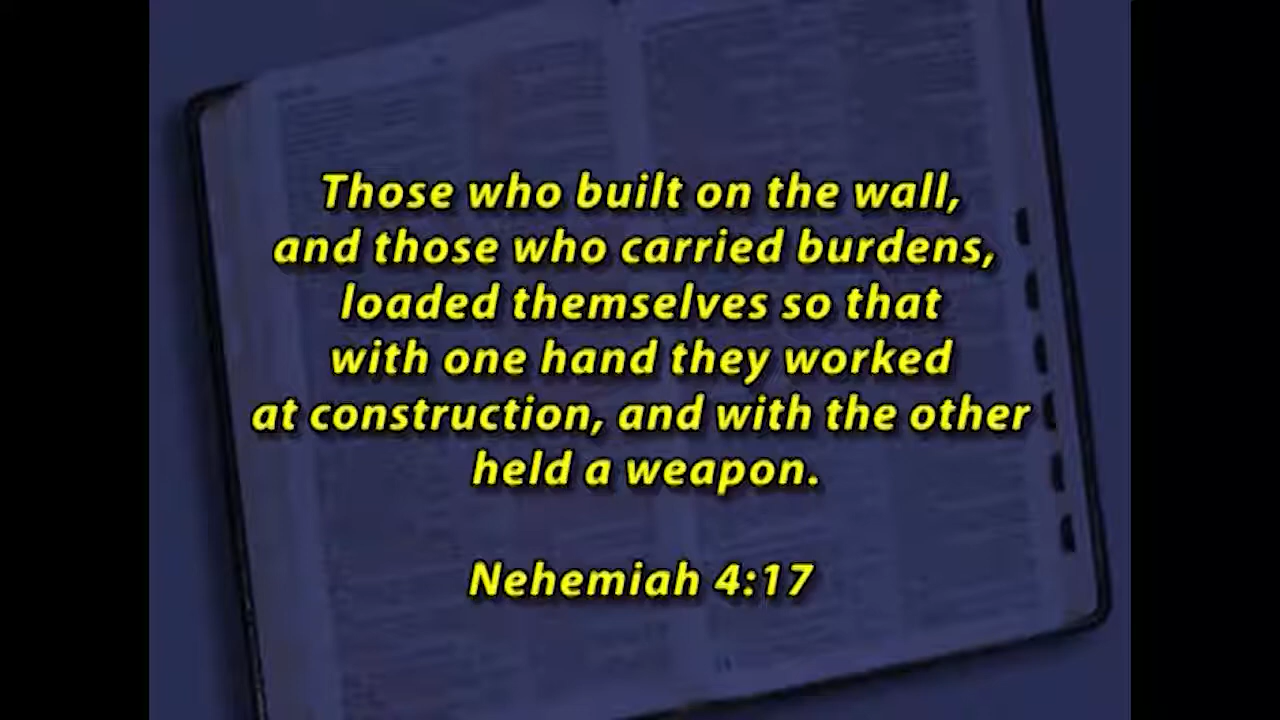 Those who built on the wall,
and those who carried burdens,
loaded themselves so that
with one hand they worked
at construction, and with the other
held a weapon.
Nehemiah 4:17